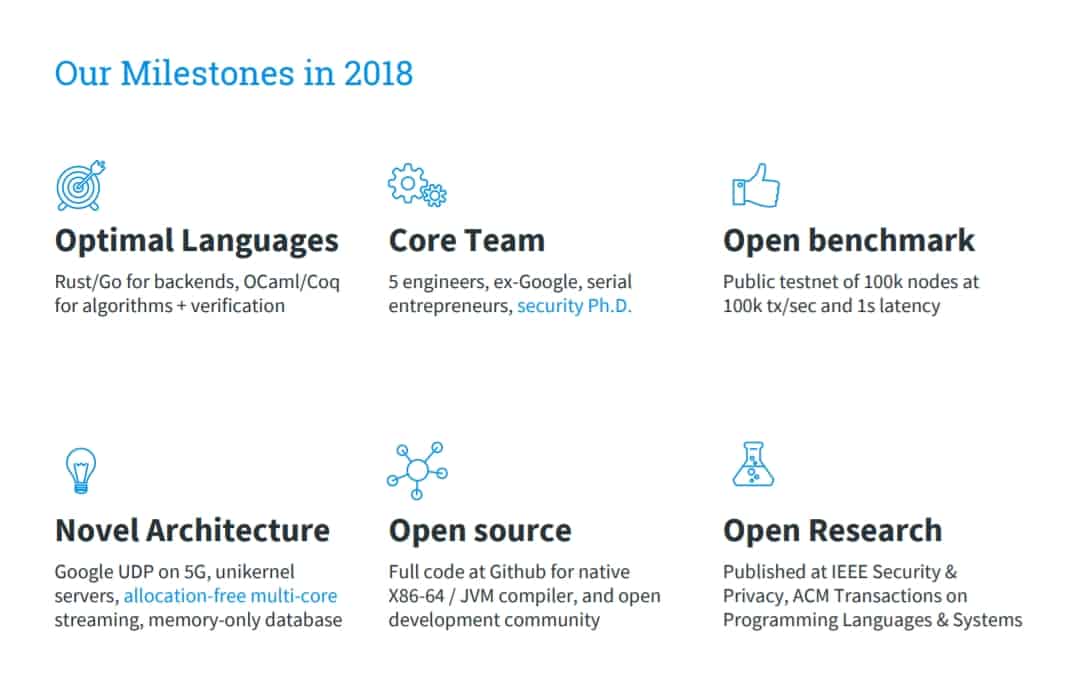 Our Milestones in 2018
Optimal Languages
Rust/Go for backends, OCaml/Coq
for algorithms + verification
Core Team
5 engineers, ex-Google, serial
entrepreneurs, security Ph.D.
Open benchmark
Public testnet of 100k nodes at
100k tx/sec and 1s latency
Novel Architecture
Google UDP on 5G, unikernel
servers, allocation-free multi-core
streaming, memory-only database
Open source
Full code at Github for native
X86-64 / JVM compiler, and open
development community
Open Research
Published at IEEE Security &
Privacy, ACM Transactions on
Programming Languages & Systems